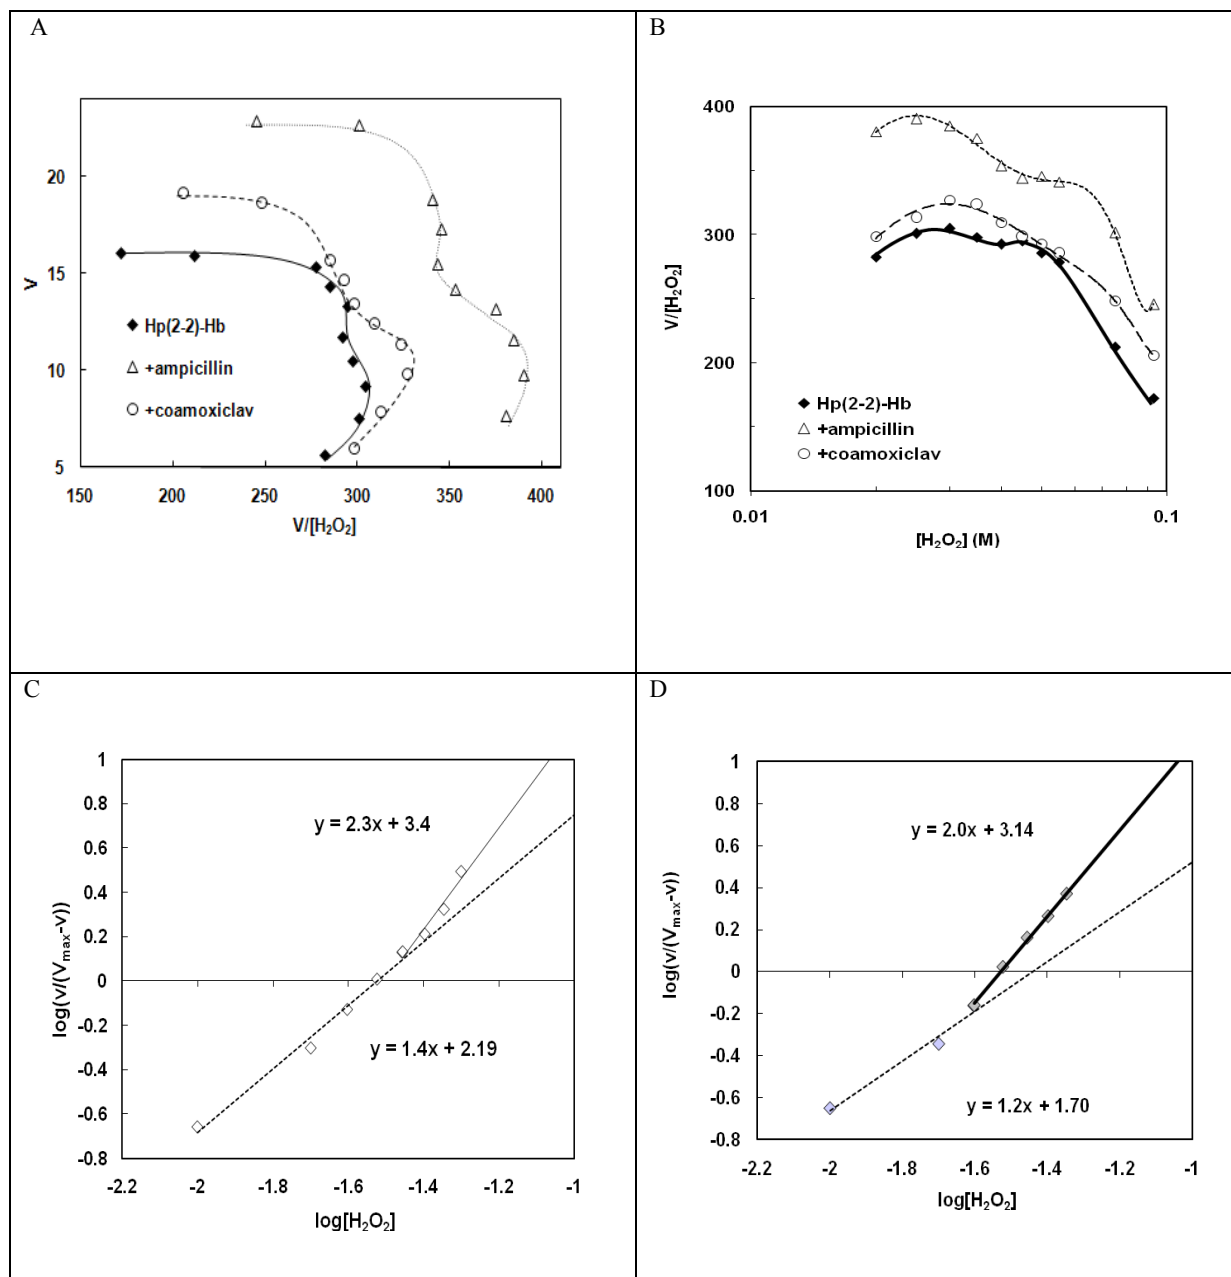 A
20
15
10
5
V
150 200 250 300 350 400
V/[H₂O₂]
Hp(2-2)-Hb
+ampicillin
+coamoxiclav
B
400
300
200
100
V/[H₂O₂]
0.01 0.1
[H₂O₂] (M)
Hp(2-2)-Hb
+ampicillin
+coamoxiclav
C
1
0.8
0.6
0.4
0.2
0
-0.2
-0.4
-0.6
-0.8
log(v/(Vmax-v))
y = 2.3x + 3.4
y = 1.4x + 2.19
-2.2 -2 -1.8 -1.6 -1.4 -1.2 -1
log[H₂O₂]
D
1
0.8
0.6
0.4
0.2
0
-0.2
-0.4
-0.6
-0.8
log(v/(Vmax-v))
y = 2.0x + 3.14
y = 1.2x + 1.70
-2.2 -2 -1.8 -1.6 -1.4 -1.2 -1
log[H₂O₂]